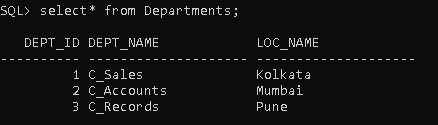 SQL> select* from Departments;
DEPT_ID DEPT_NAME LOC_NAME
---------- -------------------- --------------------
1 C_Sales Kolkata
2 C_Accounts Mumbai
3 C_Records Pune